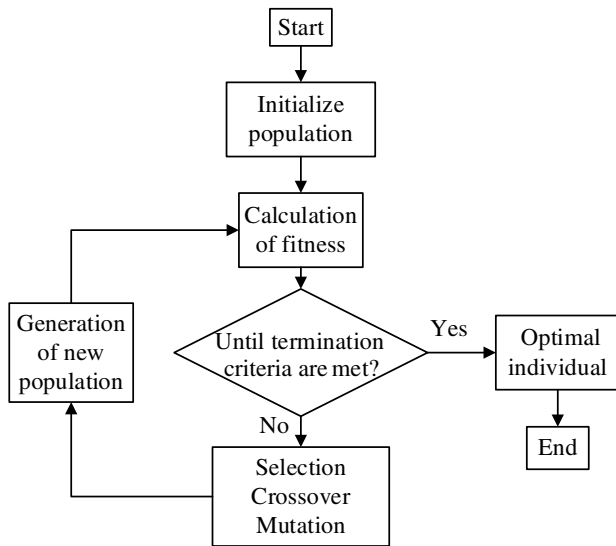 Start
Initialize
population
Calculation
of fitness
Generation
of new
population
Until termination
criteria are met?
Yes
Optimal
individual
No
End
Selection
Crossover
Mutation